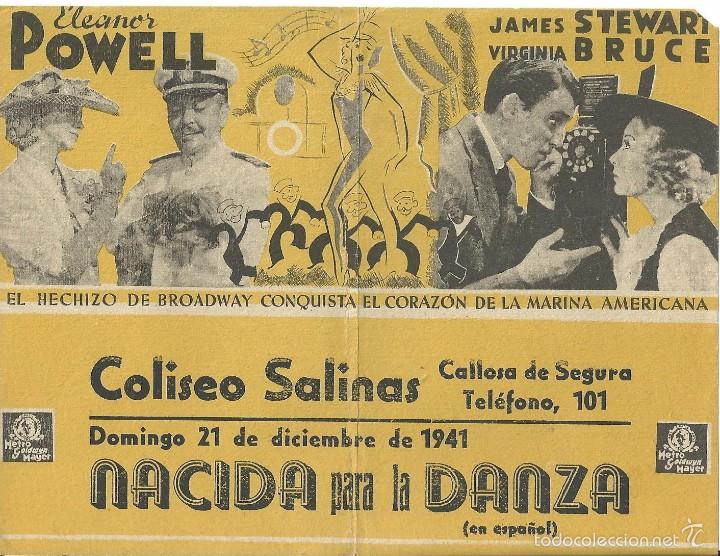 Eleanor
POWELL
JAMES STEWART
VIRGINIA BRUCE
EL HECHIZO DE BROADWAY CONQUISTA EL CORAZÓN DE LA MARINA AMERICANA
Coliseo Salinas
Callosa de Segura
Teléfono, 101
Domingo 21 de diciembre de 1941
NACIDA para la DANZA
(en español)
Metro
Goldwyn
Mayer
Metro
Goldwyn
Mayer
todocoleccion.net